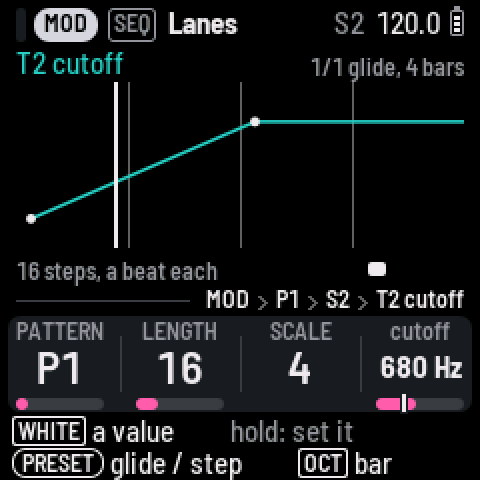 MOD SEQ Lanes S2 120.0
T2 cutoff 1/1 glide, 4 bars
16 steps, a beat each
MOD > P1 > S2 > T2 cutoff
PATTERN LENGTH SCALE cutoff
P1 16 4 680 Hz
WHITE a value hold: set it
PRESET glide / step OCT bar